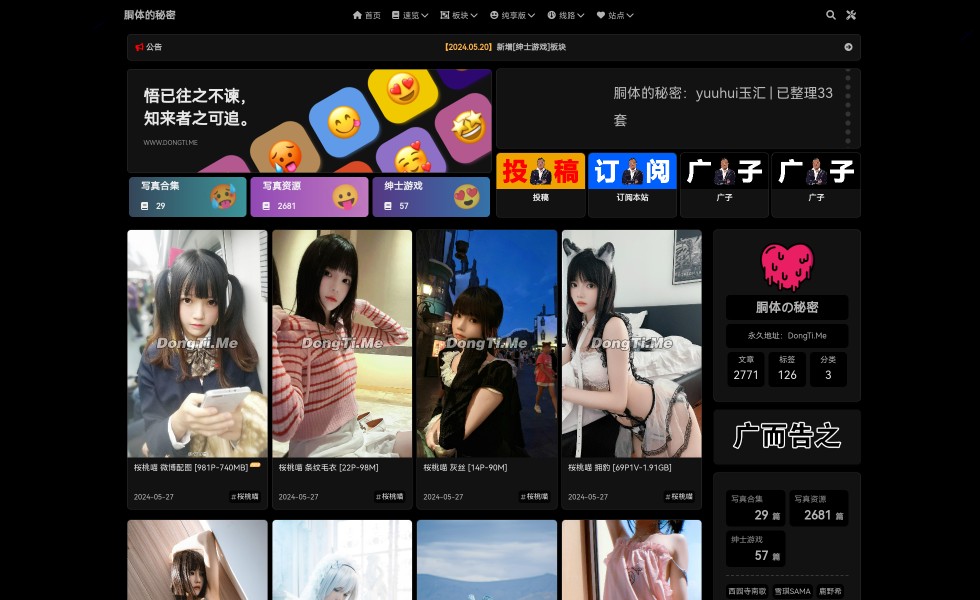 胴体的秘密
首页 速览 板块 纯享版 线路 站点
公告
【2024.05.20】新增[绅士游戏]板块
悟已往之不谏，
知来者之可追。
WWW.DONGTI.ME
胴体的秘密：yuuhui玉汇 | 已整理33
套
写真合集
29
写真资源
2681
绅士游戏
57
投 稿
投稿
订 阅
订阅本站
广 子
广子
广 子
广子
DongTi.Me
DongTi.Me
DongTi.Me
DongTi.Me
桜桃喵 微博配图 [981P-740MB]
2024-05-27
#桜桃喵
桜桃喵 条纹毛衣 [22P-98M]
2024-05-27
#桜桃喵
桜桃喵 灰丝 [14P-90M]
2024-05-27
#桜桃喵
桜桃喵 拥豹 [69P1V-1.91GB]
2024-05-27
#桜桃喵
胴体の秘密
永久地址：DongTi.Me
文章 标签 分类
2771 126 3
广而告之
写真合集
29 篇
写真资源
2681 篇
绅士游戏
57 篇
西园寺南歌 雪琪SAMA 鹿野希